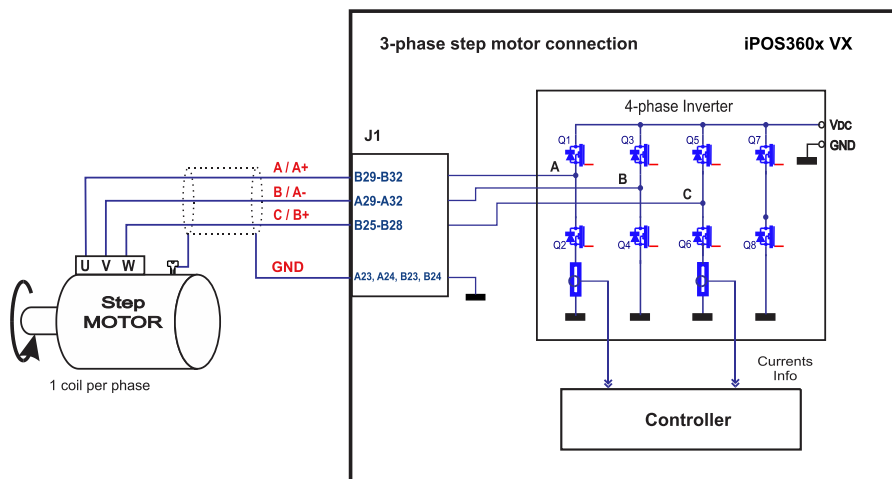 3-phase step motor connection
iPOS360x VX
4-phase Inverter
J1
Q1
Q3
Q5
Q7
VDC
GND
A / A+
B29-B32
A
B / A-
A29-A32
B
C / B+
B25-B28
C
Q2
Q4
Q6
Q8
GND
A23, A24, B23, B24
U V W
Step
MOTOR
1 coil per phase
Currents
Info
Controller